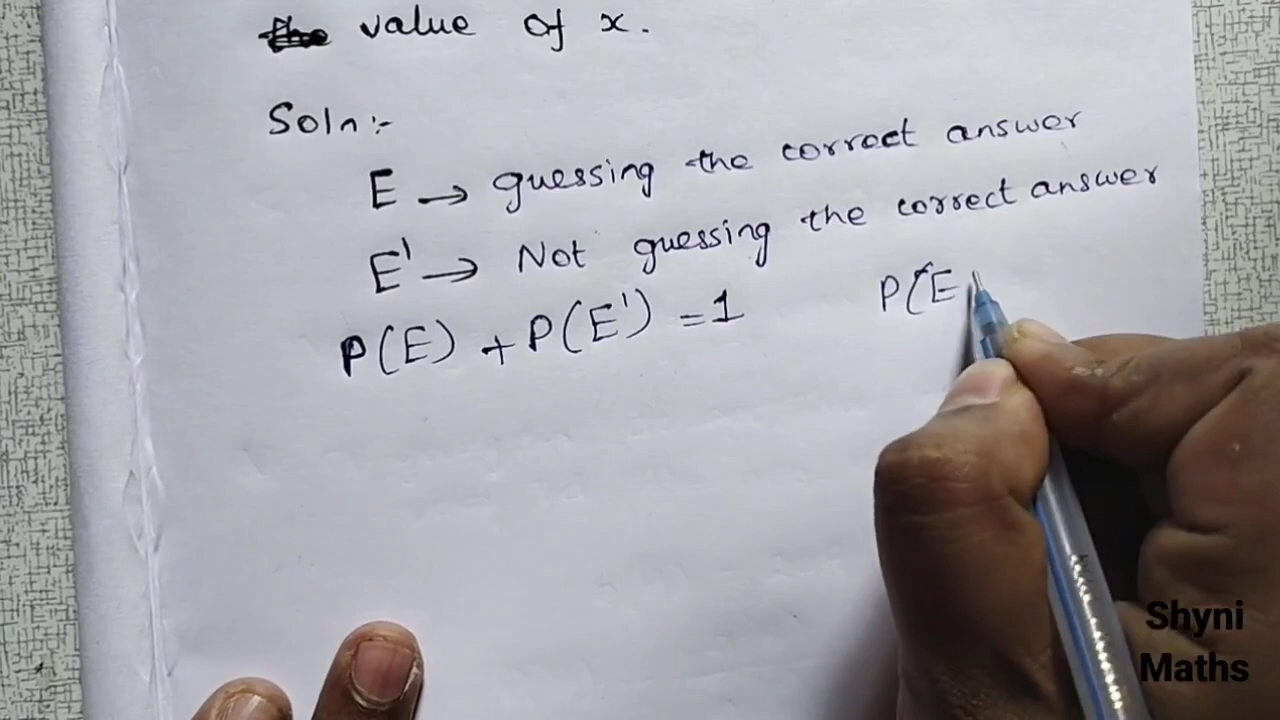 value of x.
Soln:-
E → guessing the correct answer
E' → Not guessing the correct answer
P(E) + P(E') = 1
P(E
Shyni
Maths